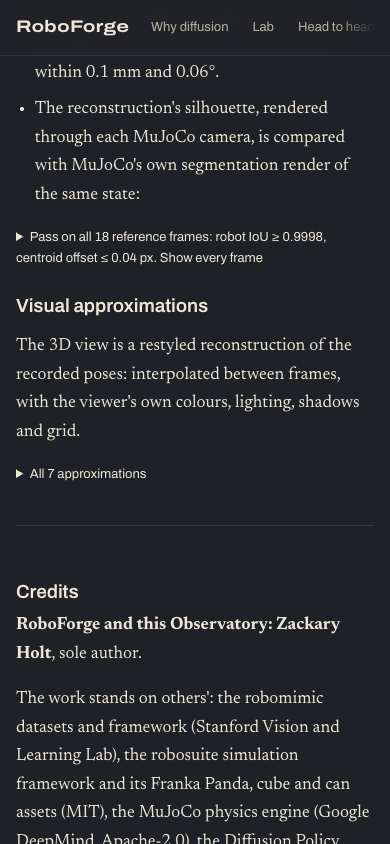 RoboForge Why diffusion Lab Head to head
within 0.1 mm and 0.06°.
• The reconstruction's silhouette, rendered
through each MuJoCo camera, is compared
with MuJoCo's own segmentation render of
the same state:
▶ Pass on all 18 reference frames: robot IoU ≥ 0.9998,
centroid offset ≤ 0.04 px. Show every frame
Visual approximations
The 3D view is a restyled reconstruction of the
recorded poses: interpolated between frames,
with the viewer's own colours, lighting, shadows
and grid.
▶ All 7 approximations
Credits
RoboForge and this Observatory: Zackary
Holt, sole author.
The work stands on others': the robomimic
datasets and framework (Stanford Vision and
Learning Lab), the robosuite simulation
framework and its Franka Panda, cube and can
assets (MIT), the MuJoCo physics engine (Google
DeepMind, Apache-2.0), the Diffusion Policy